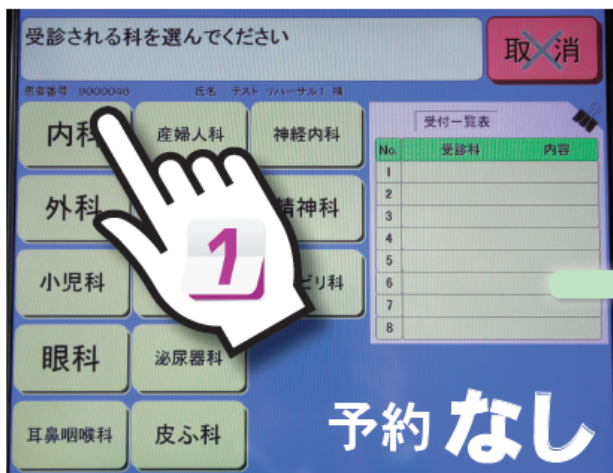 受診される科を選んでください
取消
患者番号 9000046 氏名 テスト リハーサル1 様
内科 産婦人科 神経内科
受付一覧表
No. 受診科 内容
外科 精神科
1
2
3
4
5
6
7
8
1
小児科 リ科
眼科 泌尿器科
耳鼻咽喉科 皮ふ科
予約なし